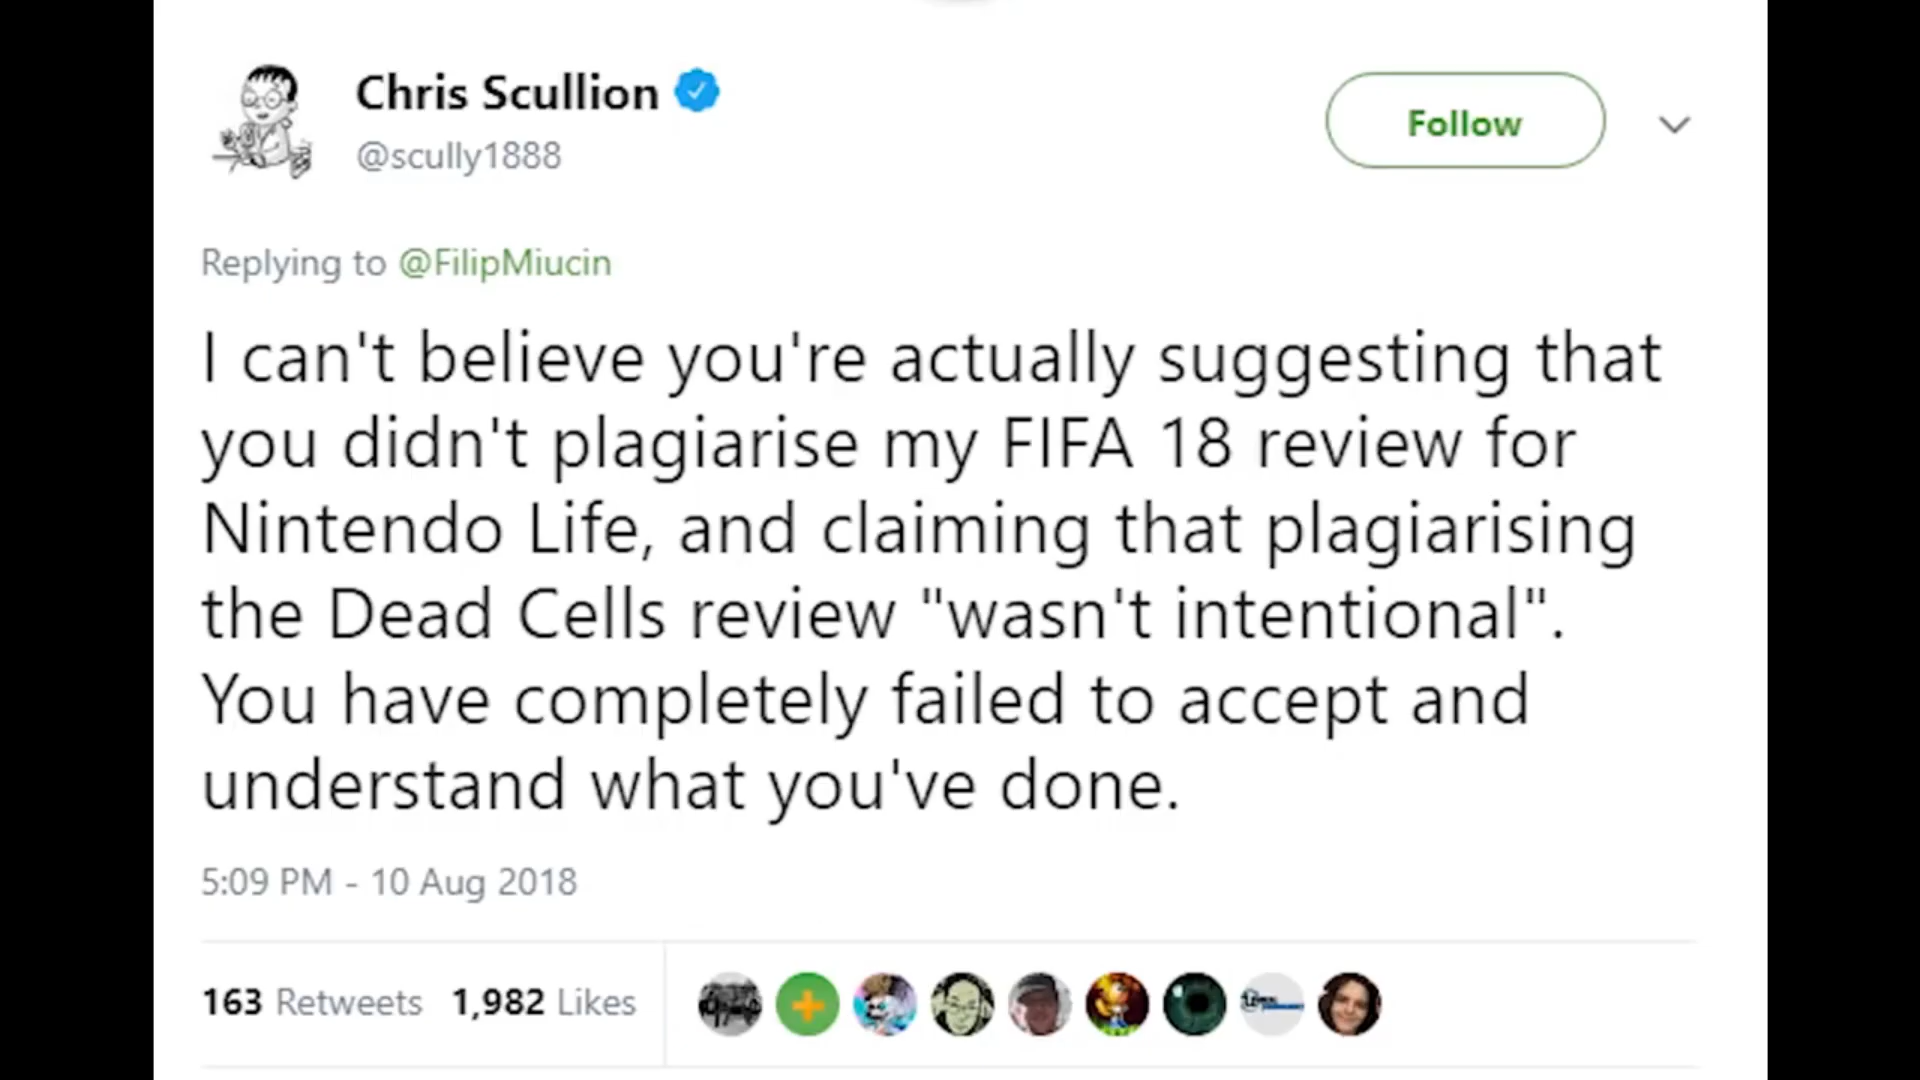 Chris Scullion
Follow
@scully1888
Replying to @FilipMiucin
I can't believe you're actually suggesting that
you didn't plagiarise my FIFA 18 review for
Nintendo Life, and claiming that plagiarising
the Dead Cells review "wasn't intentional".
You have completely failed to accept and
understand what you've done.
5:09 PM - 10 Aug 2018
163 Retweets 1,982 Likes